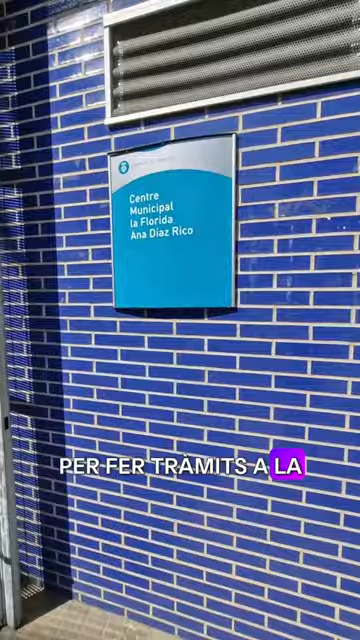 Centre
Municipal
la Florida
Ana Díaz Rico
PER FER TRÀMITS A LA